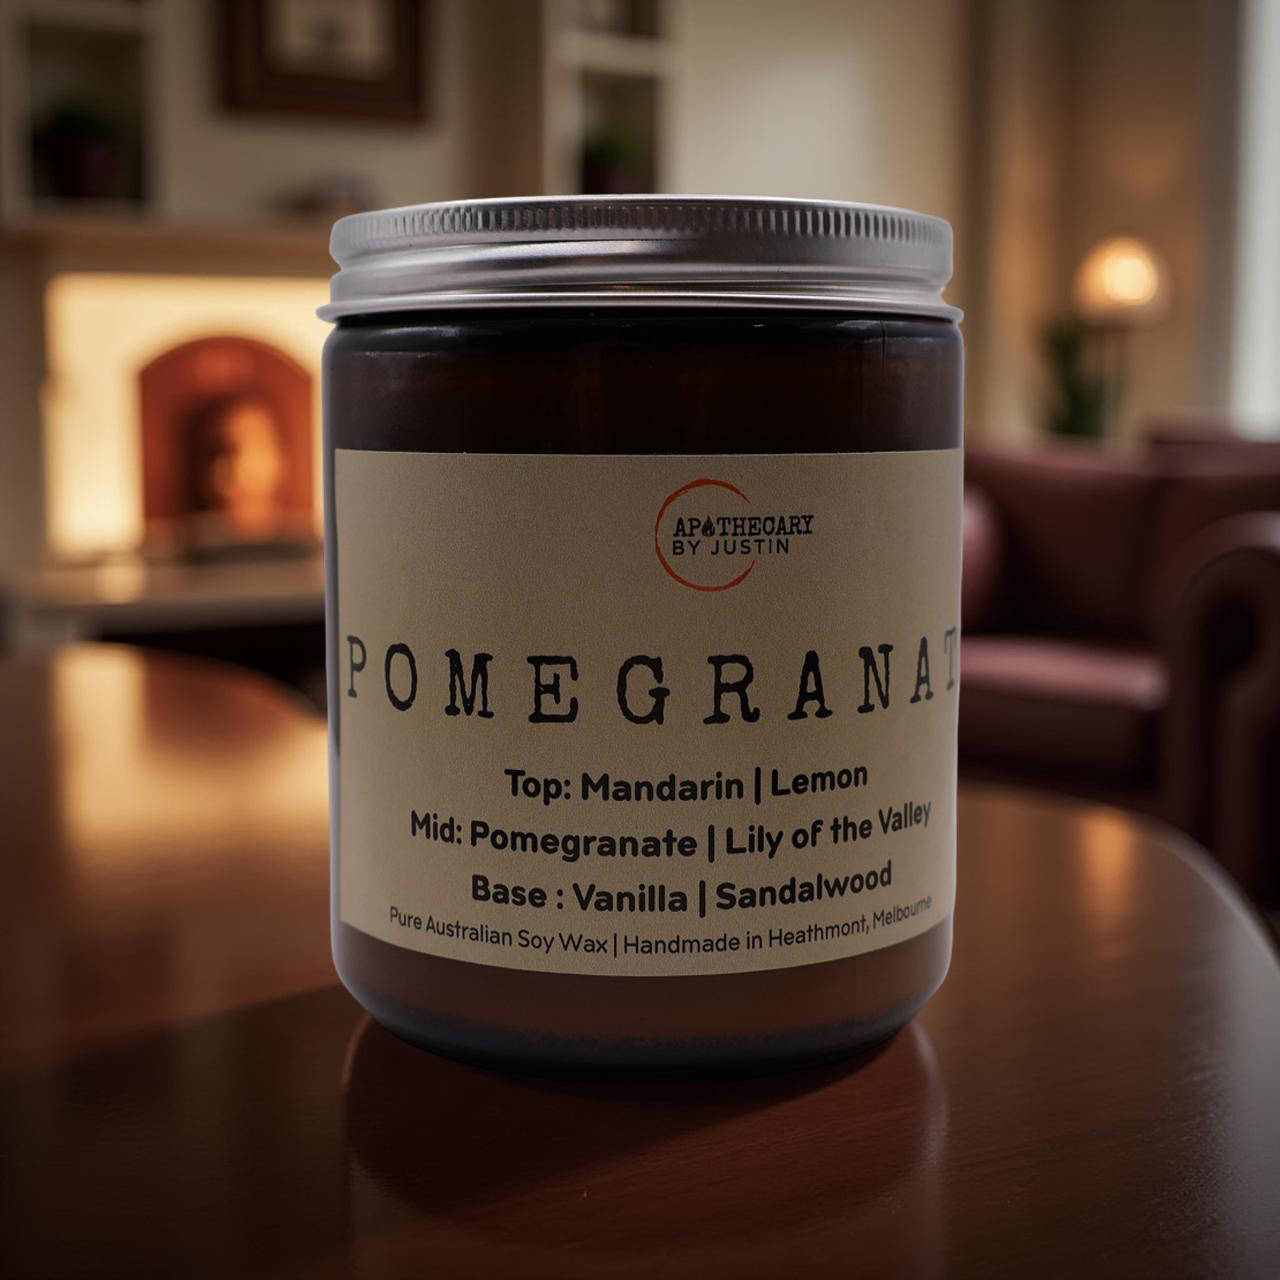 APOTHECARY
BY JUSTIN
POMEGRANAT
Top: Mandarin | Lemon
Mid: Pomegranate | Lily of the Valley
Base : Vanilla | Sandalwood
Pure Australian Soy Wax | Handmade in Heathmont, Melbourne